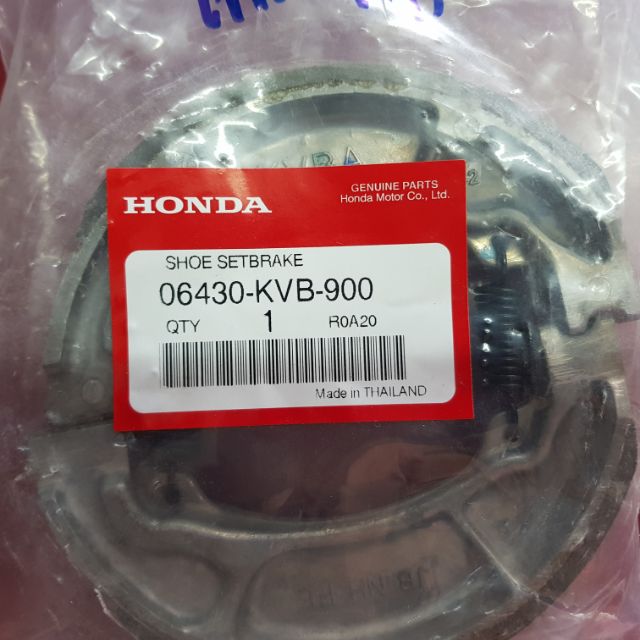 HONDA
GENUINE PARTS
Honda Motor Co., Ltd.
SHOE SETBRAKE
06430-KVB-900
QTY 1 R0A20
Made in THAILAND